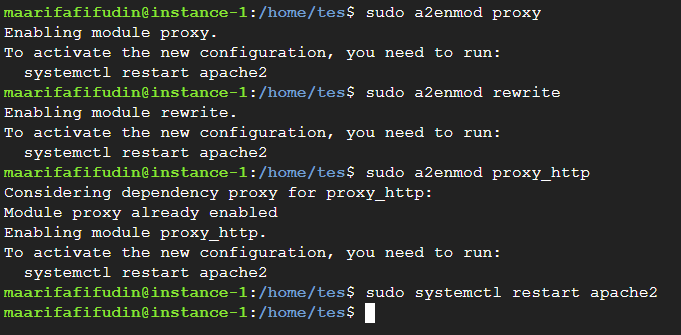 maarifafifudin@instance-1:/home/tes$ sudo a2enmod proxy
Enabling module proxy.
To activate the new configuration, you need to run:
  systemctl restart apache2
maarifafifudin@instance-1:/home/tes$ sudo a2enmod rewrite
Enabling module rewrite.
To activate the new configuration, you need to run:
  systemctl restart apache2
maarifafifudin@instance-1:/home/tes$ sudo a2enmod proxy_http
Considering dependency proxy for proxy_http:
Module proxy already enabled
Enabling module proxy_http.
To activate the new configuration, you need to run:
  systemctl restart apache2
maarifafifudin@instance-1:/home/tes$ sudo systemctl restart apache2
maarifafifudin@instance-1:/home/tes$